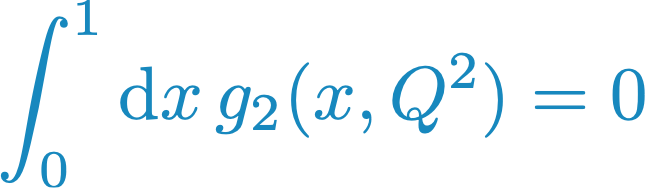 ∫₀¹ dx g₂(x, Q²) = 0